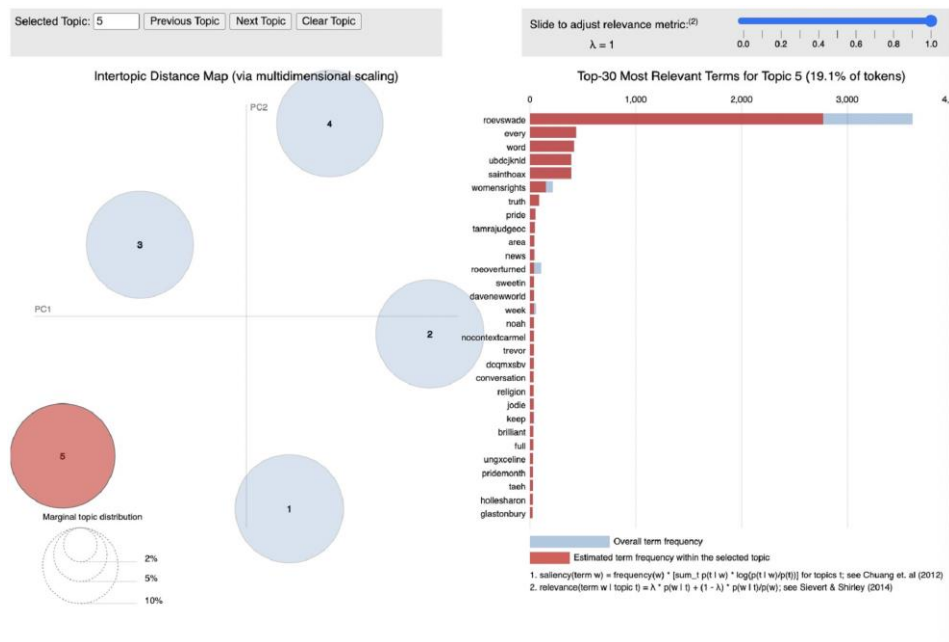 Selected Topic: 5 Previous Topic Next Topic Clear Topic
Slide to adjust relevance metric:(2)
λ = 1
0.0 0.2 0.4 0.6 0.8 1.0
Intertopic Distance Map (via multidimensional scaling)
PC2
PC1
4
3
2
5
1
Marginal topic distribution
2%
5%
10%
Top-30 Most Relevant Terms for Topic 5 (19.1% of tokens)
0 1,000 2,000 3,000 4,
roevswade
every
word
ubdcjknid
sainthoax
womensrights
truth
pride
tamrajudgeoc
area
news
roeoverturned
sweetin
davenewworld
week
noah
nocontextcarmel
trevor
dcqmxsbv
conversation
religion
jodie
keep
brilliant
full
ungxceline
pridemonth
taeh
hollesharon
glastonbury
Overall term frequency
Estimated term frequency within the selected topic
1. saliency(term w) = frequency(w) * [sum_t p(t | w) * log(p(t | w)/p(t))] for topics t; see Chuang et. al (2012)
2. relevance(term w | topic t) = λ * p(w | t) + (1 - λ) * p(w | t)/p(w); see Sievert & Shirley (2014)